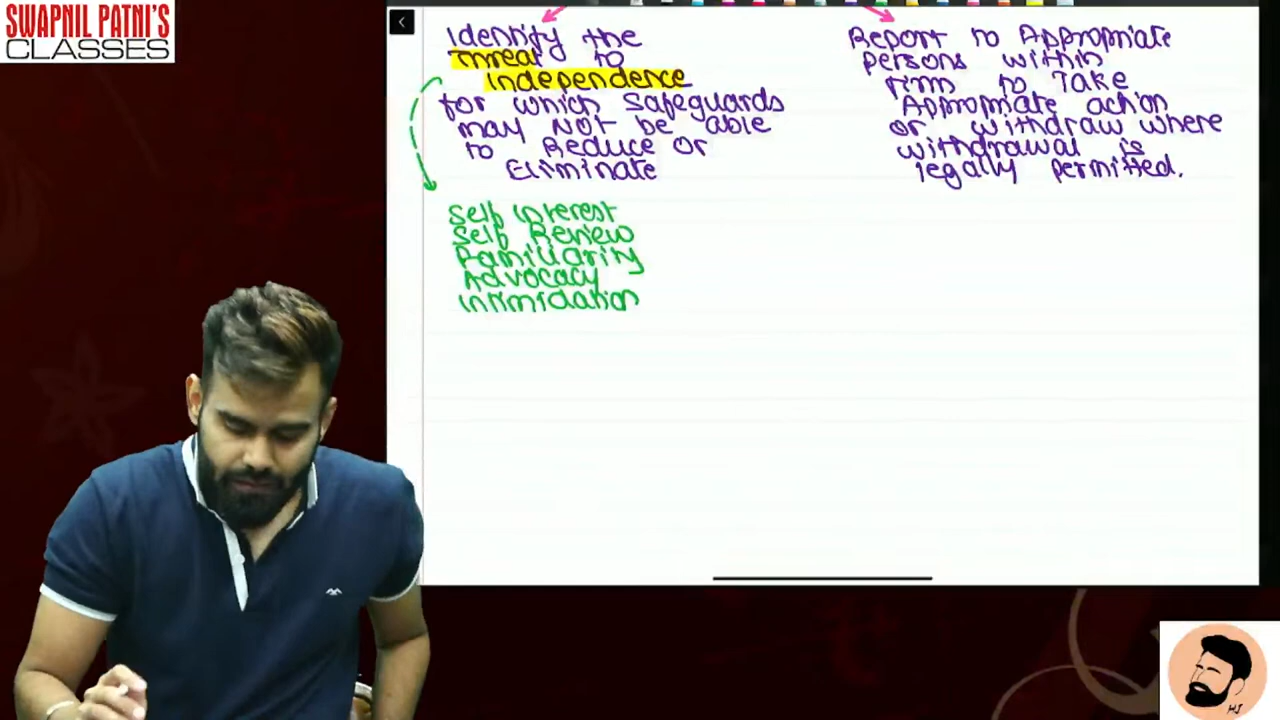 SWAPNIL PATNI'S
CLASSES
Identify the
Threat to
independence
for which Safeguards
may NOT be able
to Reduce or
Eliminate
Self interest
Self Review
Familiarity
Advocacy
intimidation
Report to Appropriate
persons within
firm to Take
Appropriate action
or withdraw where
withdrawal is
legally permitted.
HS